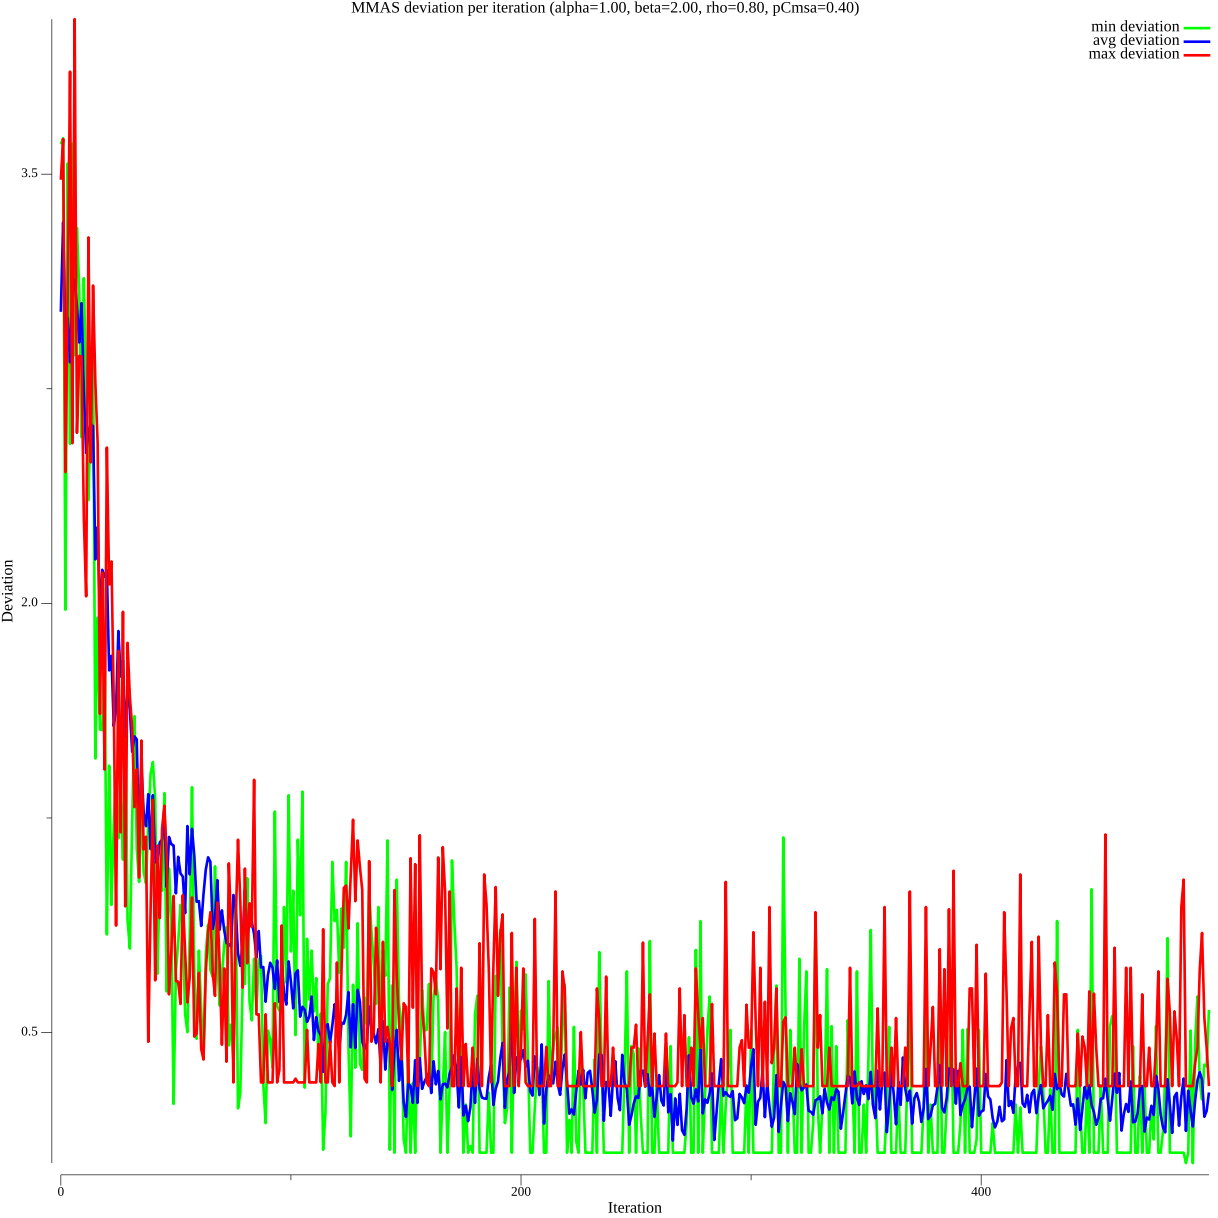 MMAS deviation per iteration (alpha=1.00, beta=2.00, rho=0.80, pCmsa=0.40)
min deviation
avg deviation
max deviation
3.5
2.0
0.5
Deviation
0
200
400
Iteration